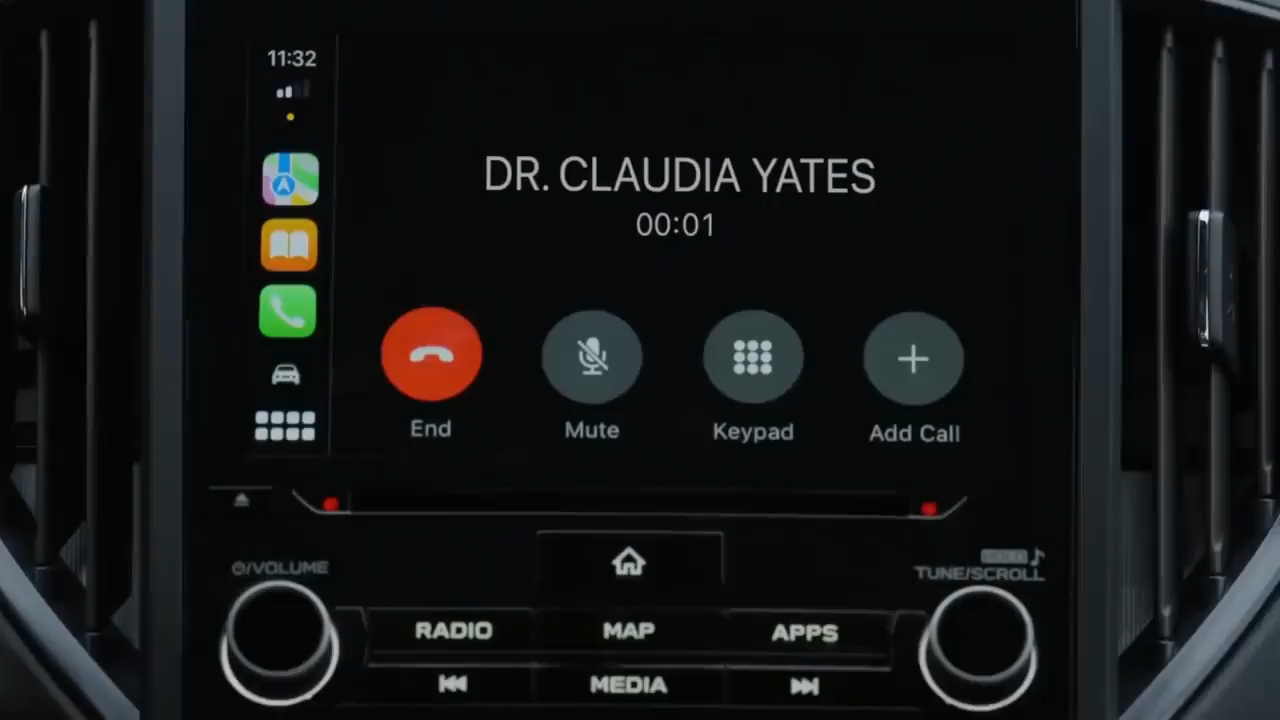 11:32
DR. CLAUDIA YATES
00:01
End
Mute
Keypad
Add Call
⏻/VOLUME
HOLD ♪
TUNE/SCROLL
RADIO
MAP
APPS
MEDIA